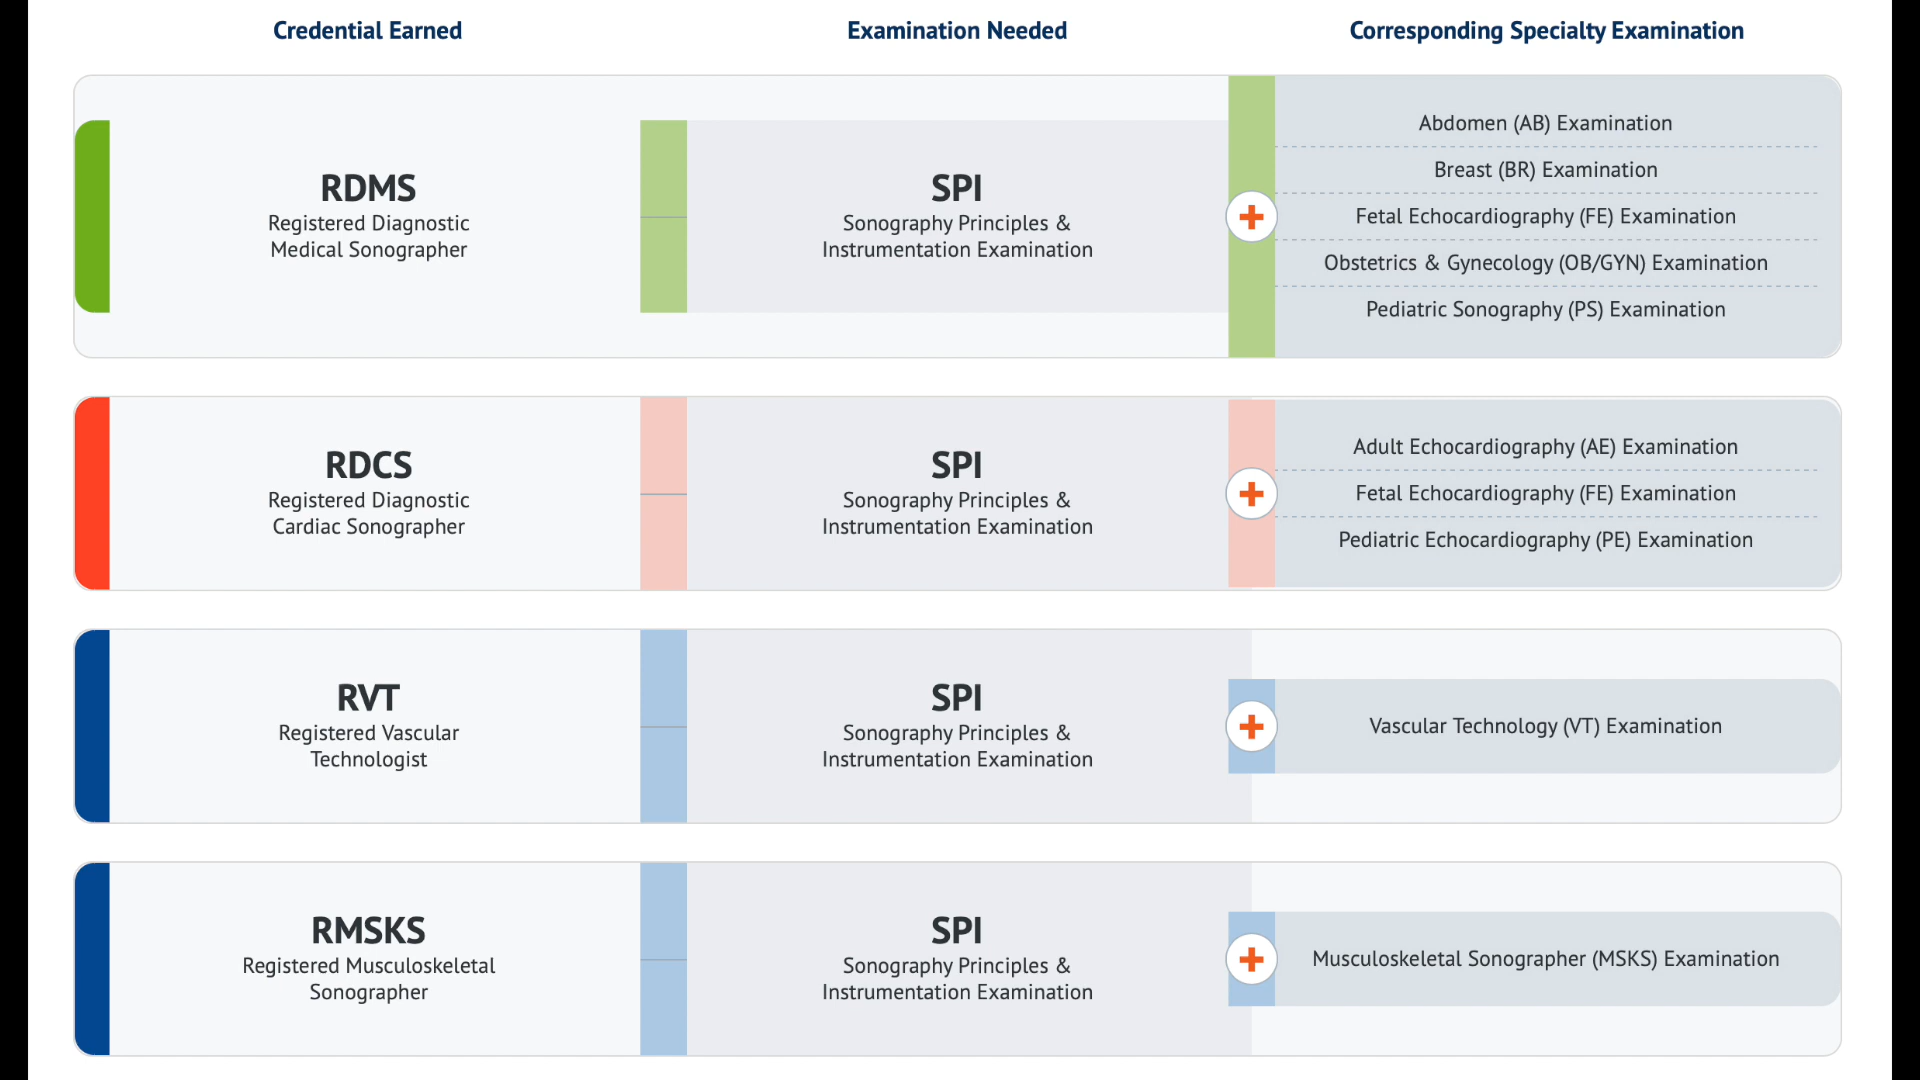 Credential Earned
Examination Needed
Corresponding Specialty Examination
RDMS
Registered Diagnostic
Medical Sonographer
SPI
Sonography Principles &
Instrumentation Examination
Abdomen (AB) Examination
Breast (BR) Examination
Fetal Echocardiography (FE) Examination
Obstetrics & Gynecology (OB/GYN) Examination
Pediatric Sonography (PS) Examination
RDCS
Registered Diagnostic
Cardiac Sonographer
SPI
Sonography Principles &
Instrumentation Examination
Adult Echocardiography (AE) Examination
Fetal Echocardiography (FE) Examination
Pediatric Echocardiography (PE) Examination
RVT
Registered Vascular
Technologist
SPI
Sonography Principles &
Instrumentation Examination
Vascular Technology (VT) Examination
RMSKS
Registered Musculoskeletal
Sonographer
SPI
Sonography Principles &
Instrumentation Examination
Musculoskeletal Sonographer (MSKS) Examination